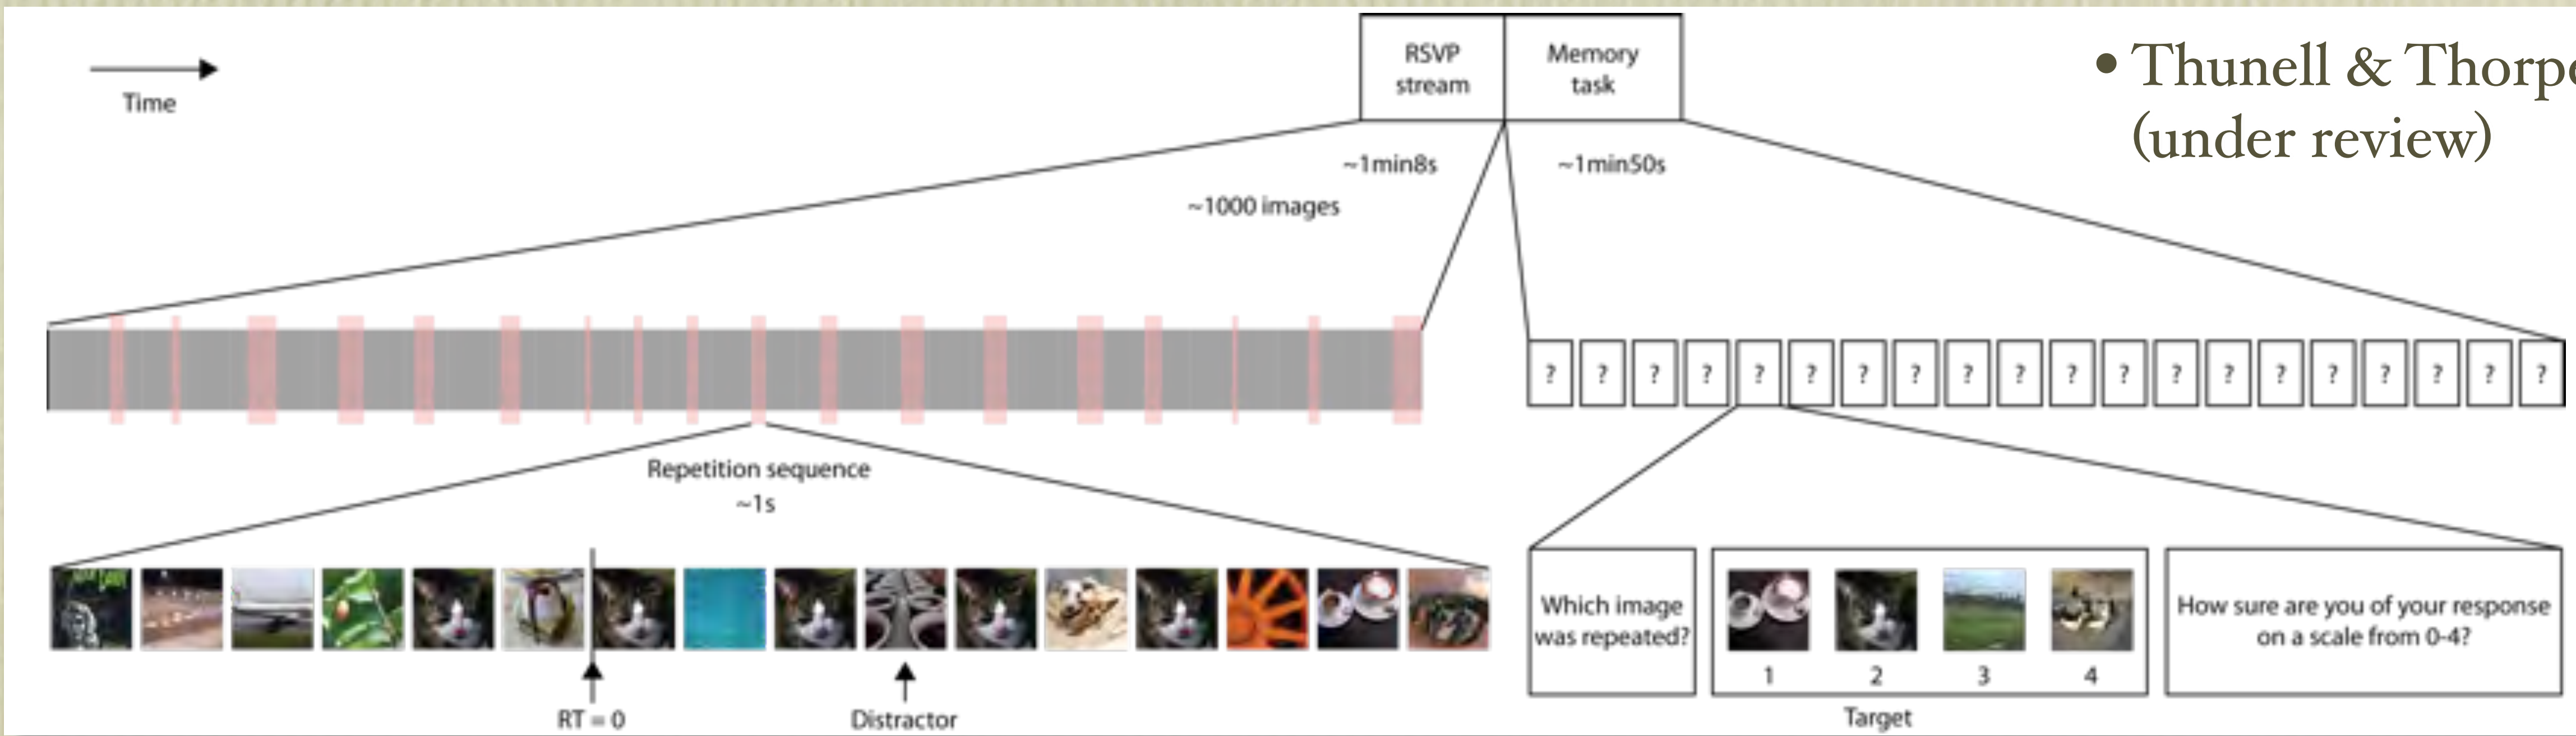 RSVP
stream
Memory
task
• Thunell & Thorpe
(under review)
Time
~1min8s
~1min50s
~1000 images
? ? ? ? ? ? ? ? ? ? ? ? ? ? ? ? ? ? ? ?
Repetition sequence
~1s
Which image
was repeated?
1 2 3 4
How sure are you of your response
on a scale from 0-4?
RT = 0
Distractor
Target